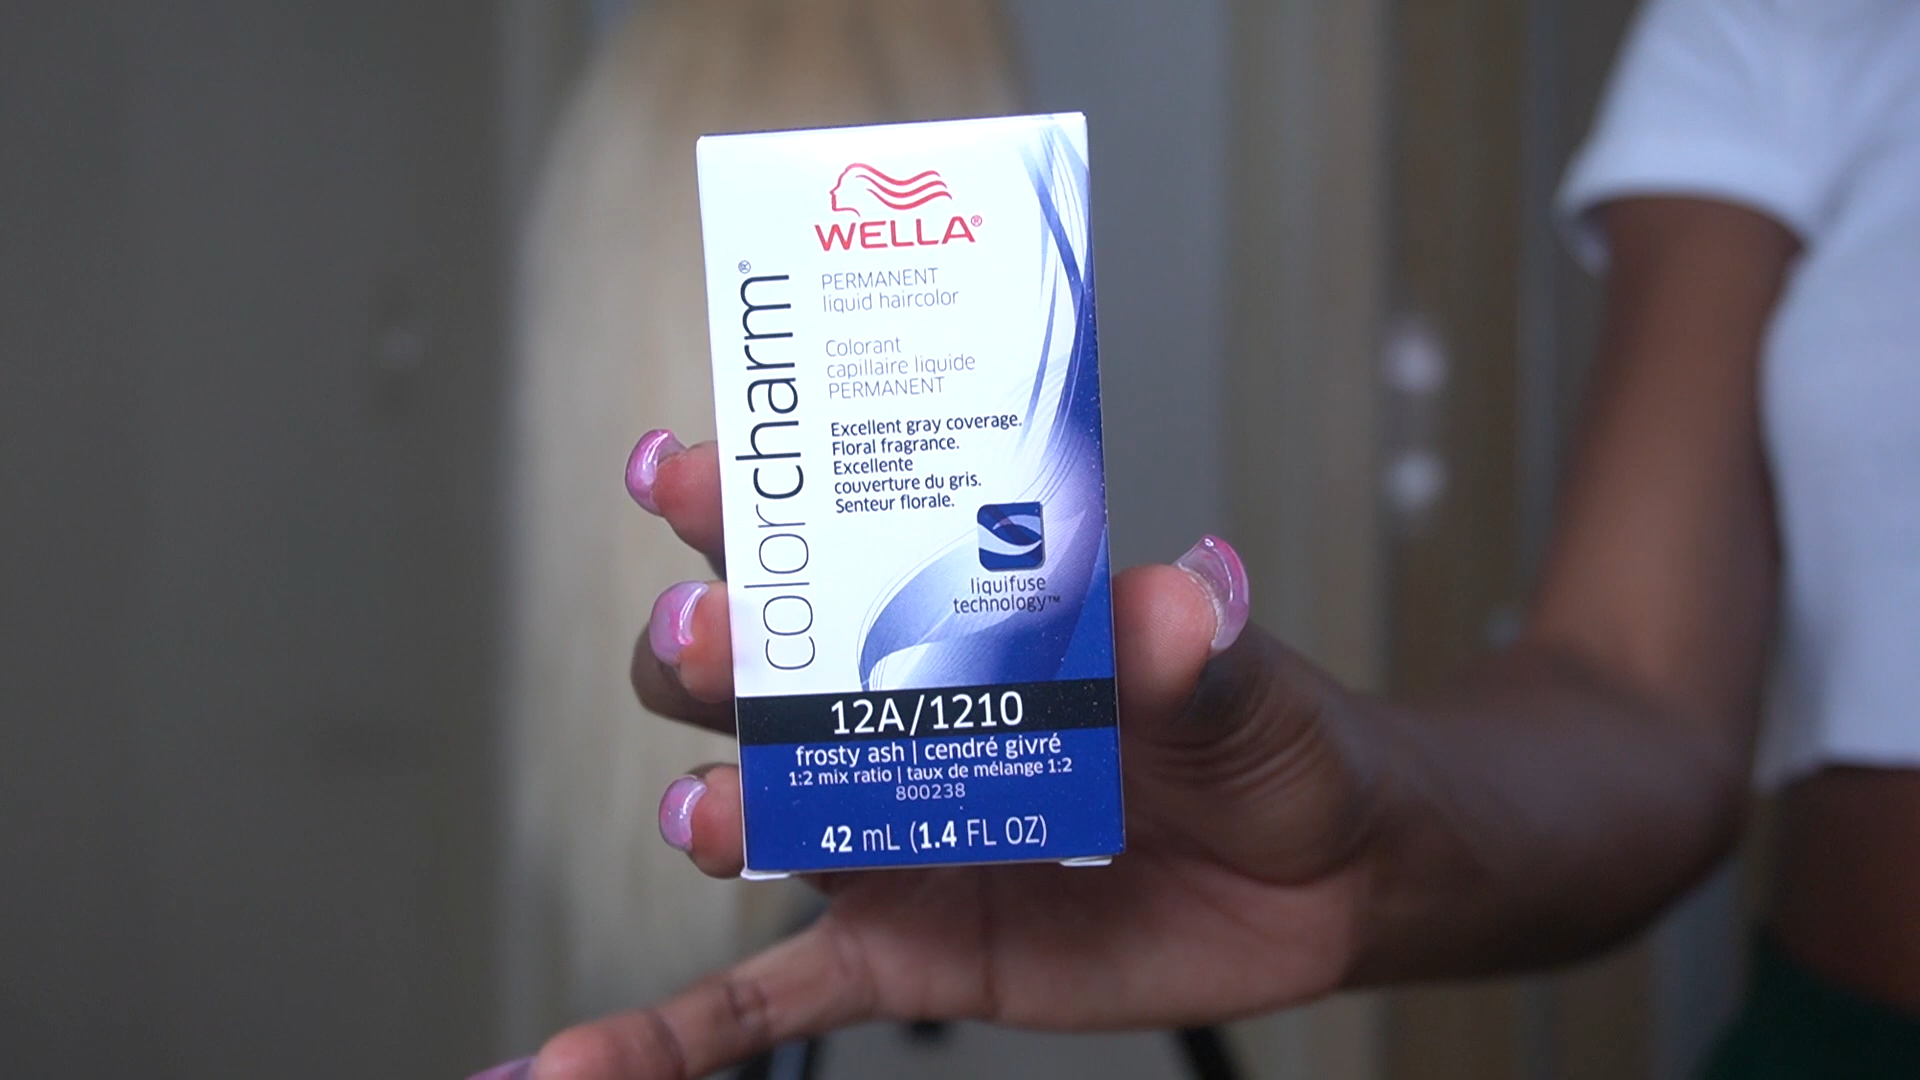 WELLA®
colorcharm®
PERMANENT
liquid haircolor
Colorant
capillaire liquide
PERMANENT
Excellent gray coverage.
Floral fragrance.
Excellente
couverture du gris.
Senteur florale.
liquifuse
technology™
12A/1210
frosty ash | cendré givré
1:2 mix ratio | taux de mélange 1:2
800238
42 mL (1.4 FL OZ)